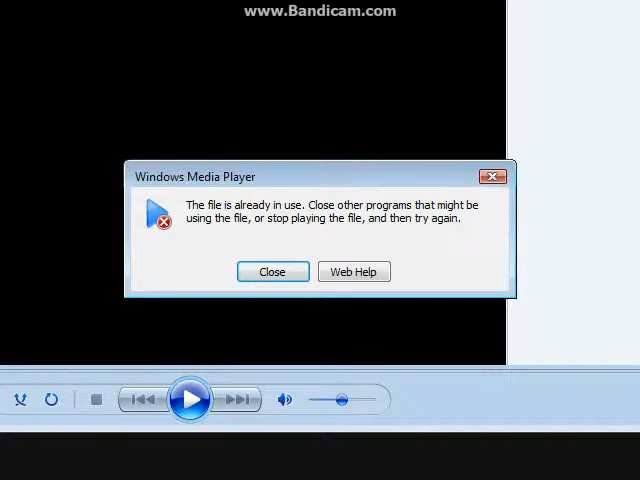 www.Bandicam.com
Windows Media Player
The file is already in use. Close other programs that might be
using the file, or stop playing the file, and then try again.
Close
Web Help